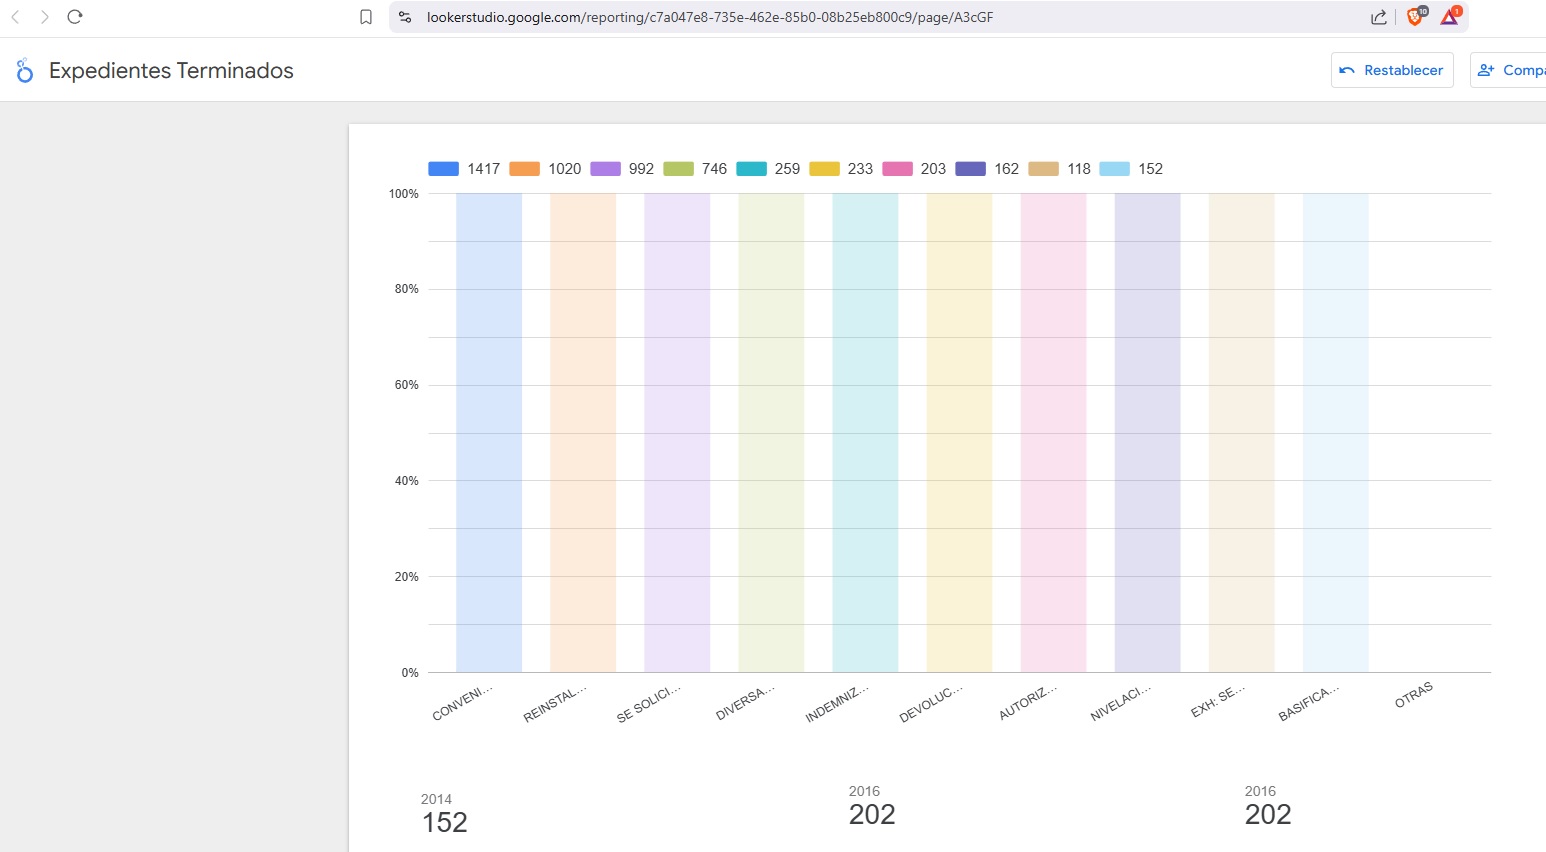 lookerstudio.google.com/reporting/c7a047e8-735e-462e-85b0-08b25eb800c9/page/A3cGF
10
1
Expedientes Terminados
Restablecer
Compa
1417 1020 992 746 259 233 203 162 118 152
100%
80%
60%
40%
20%
0%
CONVENI...
REINSTAL...
SE SOLICI...
DIVERSA...
INDEMNIZ...
DEVOLUC...
AUTORIZ...
NIVELACI...
EXH: SE...
BASIFICA...
OTRAS
2014
152
2016
202
2016
202